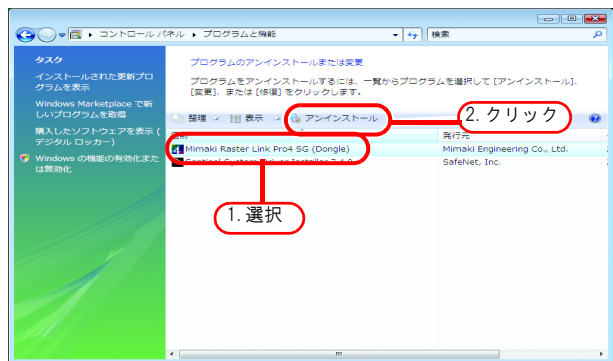 コントロール パネル ▸ プログラムと機能
検索
タスク
インストールされた更新プロ
グラムを表示
Windows Marketplace で新
しいプログラムを取得
購入したソフトウェアを表示 (
デジタル ロッカー)
Windows の機能の有効化また
は無効化
プログラムのアンインストールまたは変更
プログラムをアンインストールするには、一覧からプログラムを選択して [アンインストール]、
[変更]、または [修復] をクリックします。
整理 表示 アンインストール
2. クリック
名前 発行元
Mimaki Raster Link Pro4 SG (Dongle) Mimaki Engineering Co., Ltd.
Sentinel System Driver Installer 7.4.0 SafeNet, Inc.
1. 選択